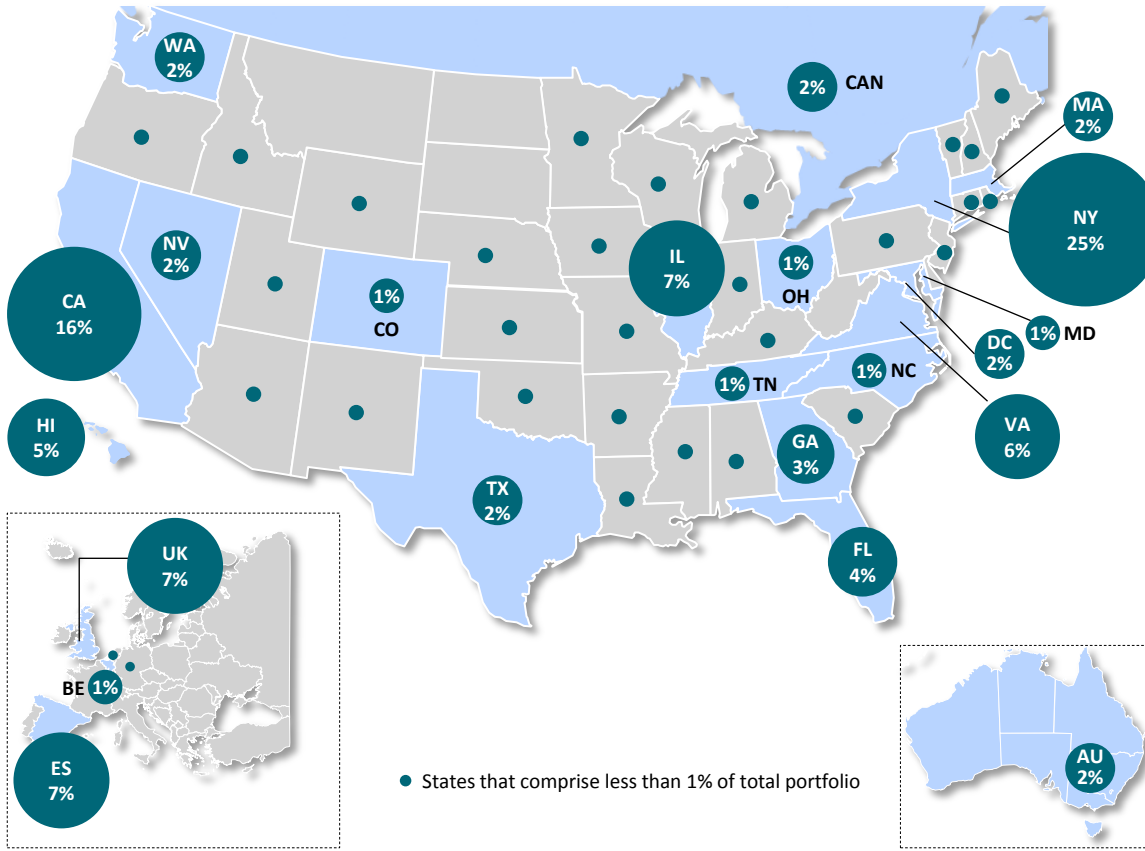 WA
2%
2%
CAN
MA
2%
NY
25%
NV
2%
IL
7%
1%
OH
CA
16%
1%
CO
1%
MD
DC
2%
1%
TN
1%
NC
HI
5%
VA
6%
GA
3%
TX
2%
FL
4%
UK
7%
BE
1%
ES
7%
AU
2%
States that comprise less than 1% of total portfolio